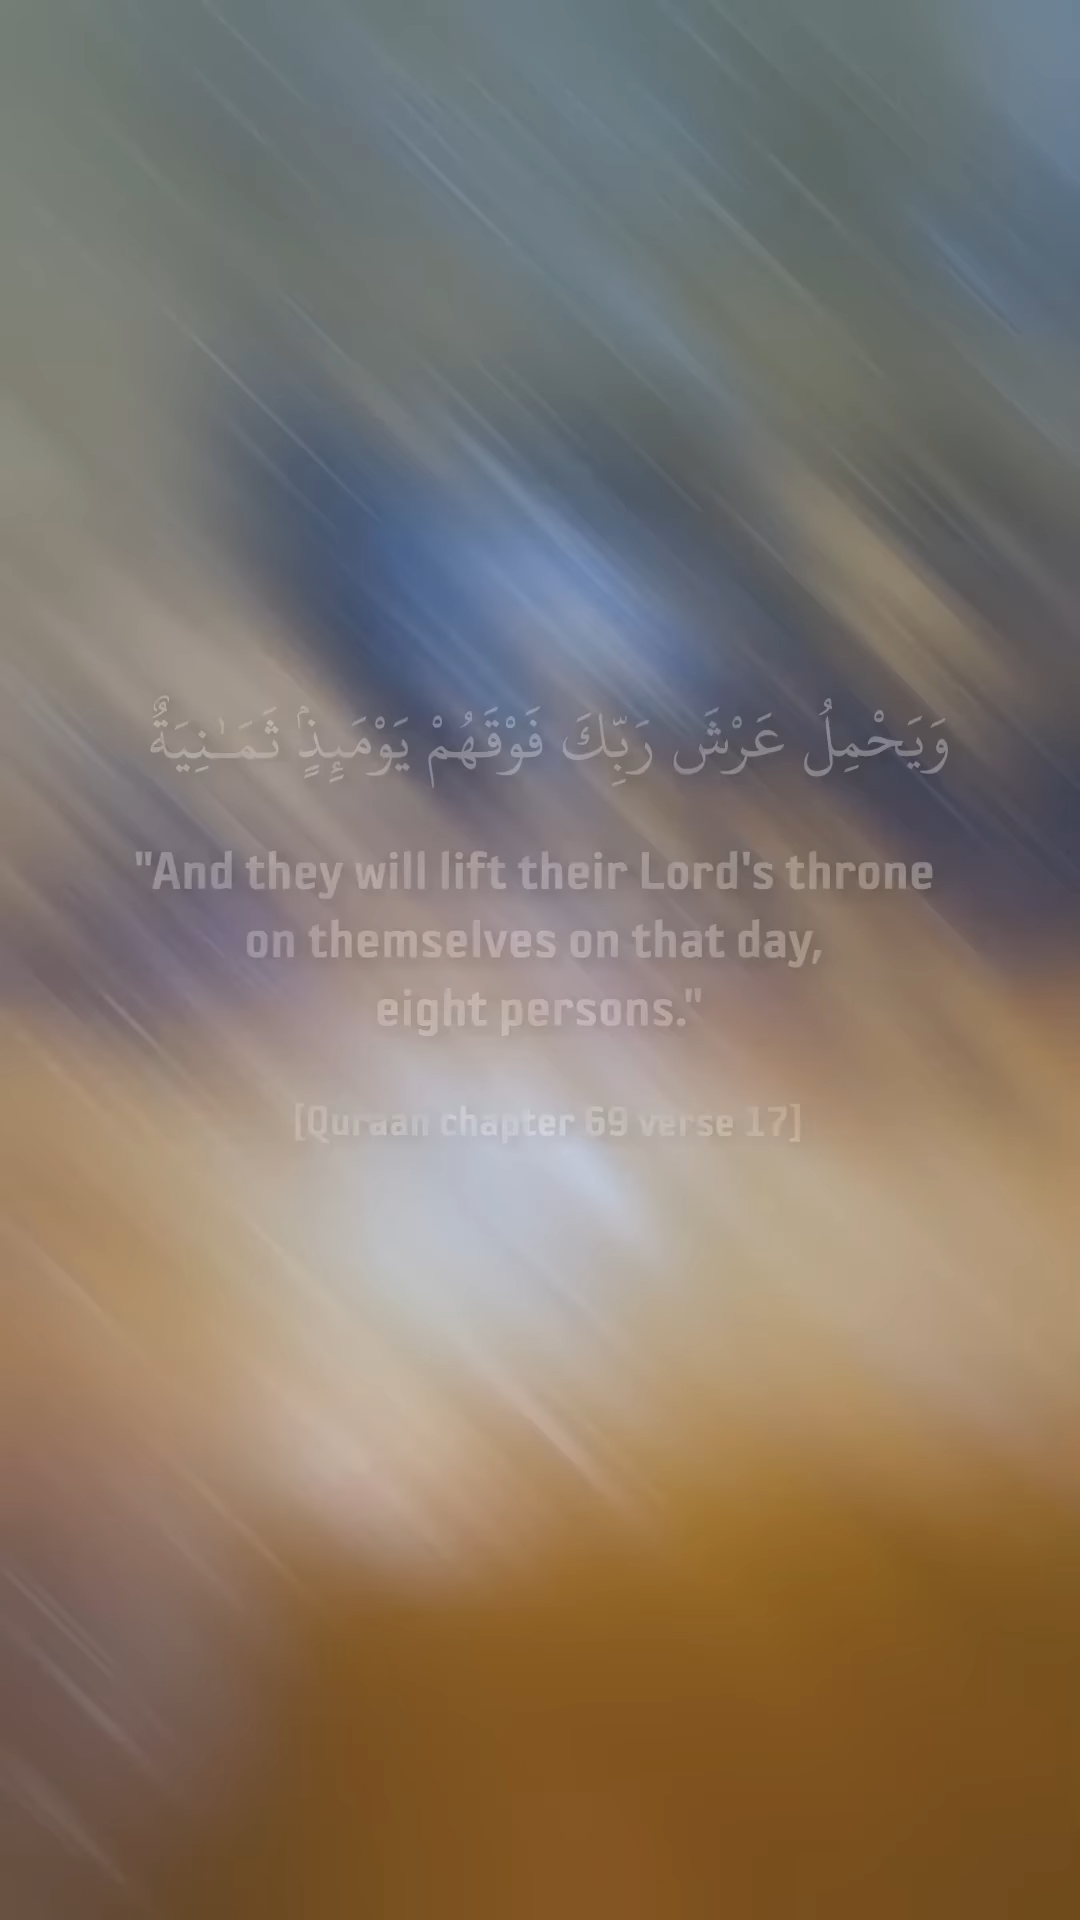 وَيَحْمِلُ عَرْشَ رَبِّكَ فَوْقَهُمْ يَوْمَئِذٍ ثَمَـٰنِيَةٌ
"And they will lift their Lord's throne
on themselves on that day,
eight persons."
[Quraan chapter 69 verse 17]